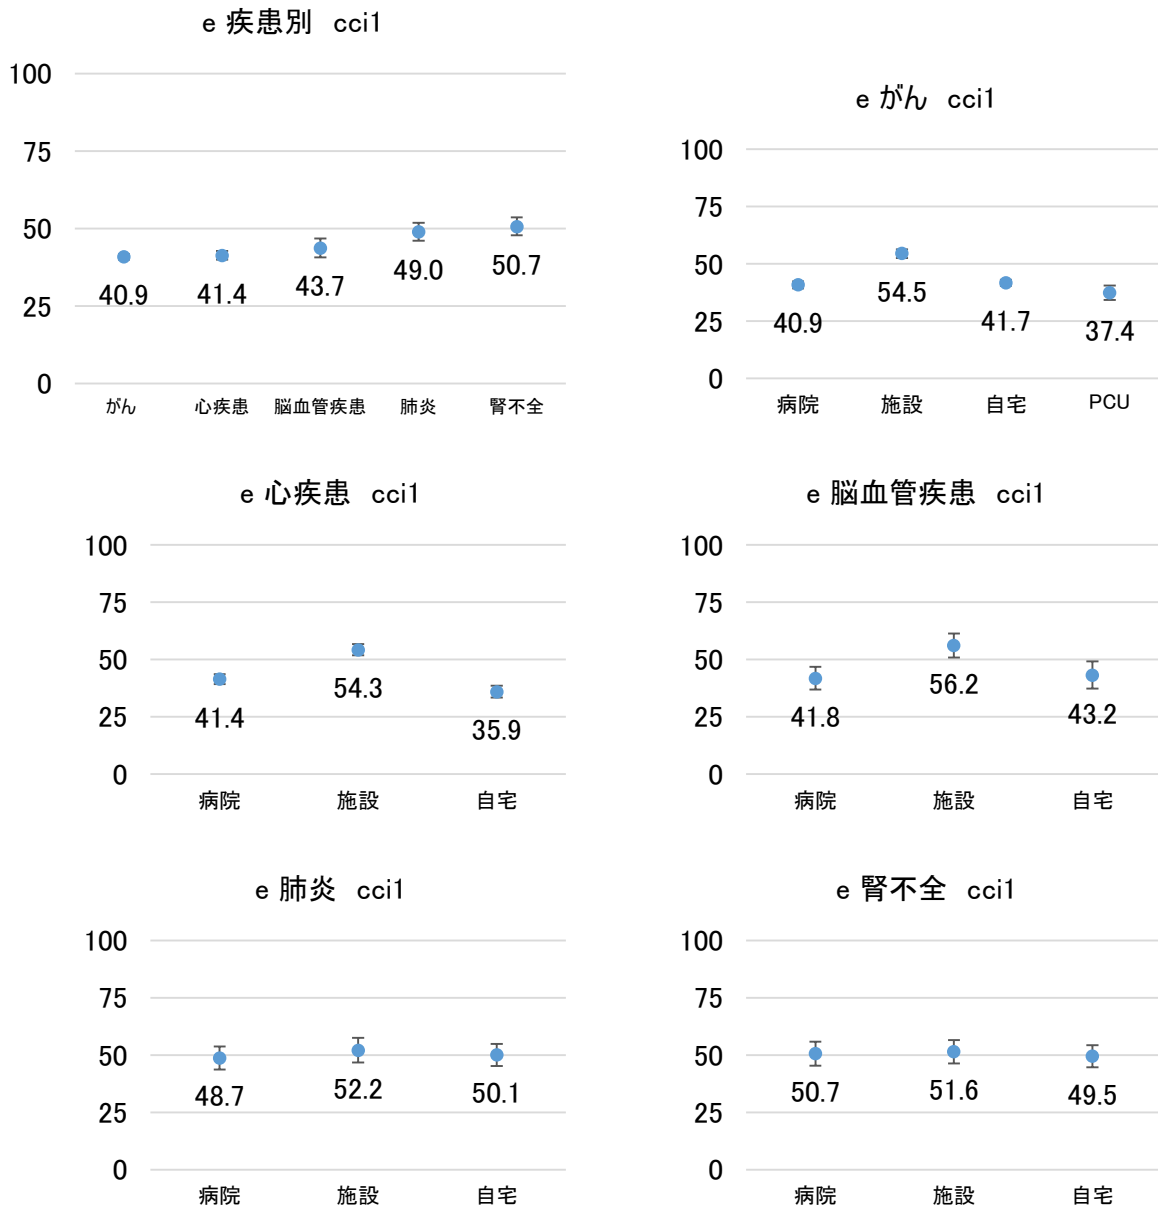 e 疾患別 cci1
100
75
50
25
0
40.9 41.4 43.7 49.0 50.7
がん 心疾患 脳血管疾患 肺炎 腎不全
e がん cci1
100
75
50
25
0
40.9 54.5 41.7 37.4
病院 施設 自宅 PCU
e 心疾患 cci1
100
75
50
25
0
41.4 54.3 35.9
病院 施設 自宅
e 脳血管疾患 cci1
100
75
50
25
0
41.8 56.2 43.2
病院 施設 自宅
e 肺炎 cci1
100
75
50
25
0
48.7 52.2 50.1
病院 施設 自宅
e 腎不全 cci1
100
75
50
25
0
50.7 51.6 49.5
病院 施設 自宅